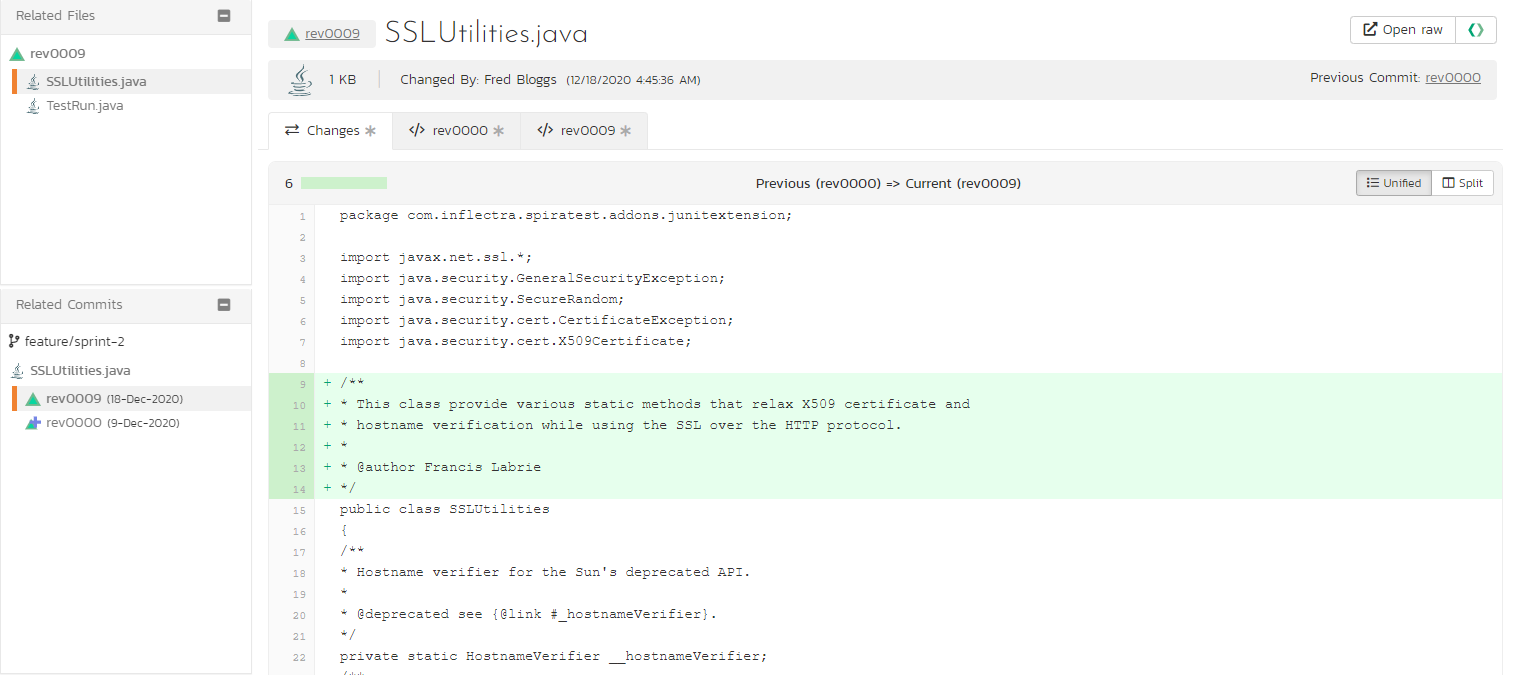 Related Files
rev0009
SSLUtilities.java
TestRun.java
Related Commits
feature/sprint-2
SSLUtilities.java
rev0009 (18-Dec-2020)
rev0000 (9-Dec-2020)
rev0009 SSLUtilities.java
Open raw
1 KB Changed By: Fred Bloggs (12/18/2020 4:45:36 AM) Previous Commit: rev0000
Changes * </> rev0000 * </> rev0009 *
6 Previous (rev0000) => Current (rev0009) Unified Split
1 package com.inflectra.spiratest.addons.junitextension;
2
3 import javax.net.ssl.*;
4 import java.security.GeneralSecurityException;
5 import java.security.SecureRandom;
6 import java.security.cert.CertificateException;
7 import java.security.cert.X509Certificate;
8
9 + /**
10 + * This class provide various static methods that relax X509 certificate and
11 + * hostname verification while using the SSL over the HTTP protocol.
12 + *
13 + * @author Francis Labrie
14 + */
15 public class SSLUtilities
16 {
17 /**
18 * Hostname verifier for the Sun's deprecated API.
19 *
20 * @deprecated see {@link #_hostnameVerifier}.
21 */
22 private static HostnameVerifier __hostnameVerifier;
/**